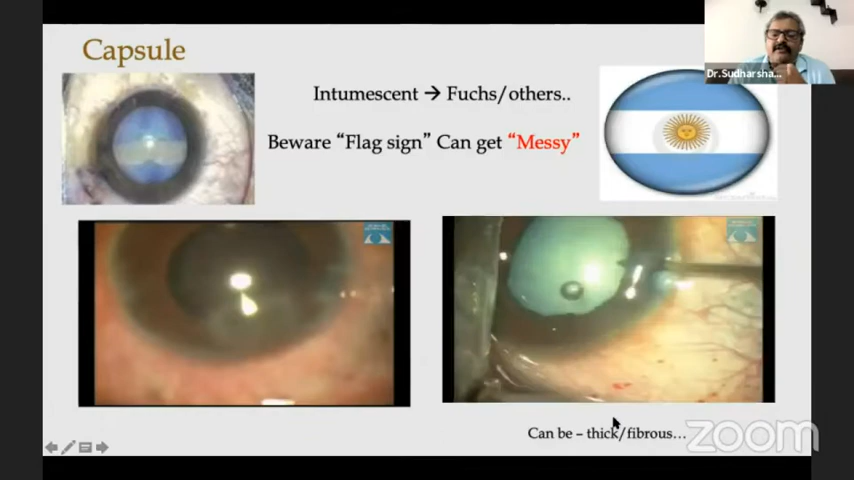 Capsule
Dr.Sudharsha...
Intumescent → Fuchs/others..
Beware “Flag sign” Can get “Messy”
Can be – thick/fibrous…
zoom